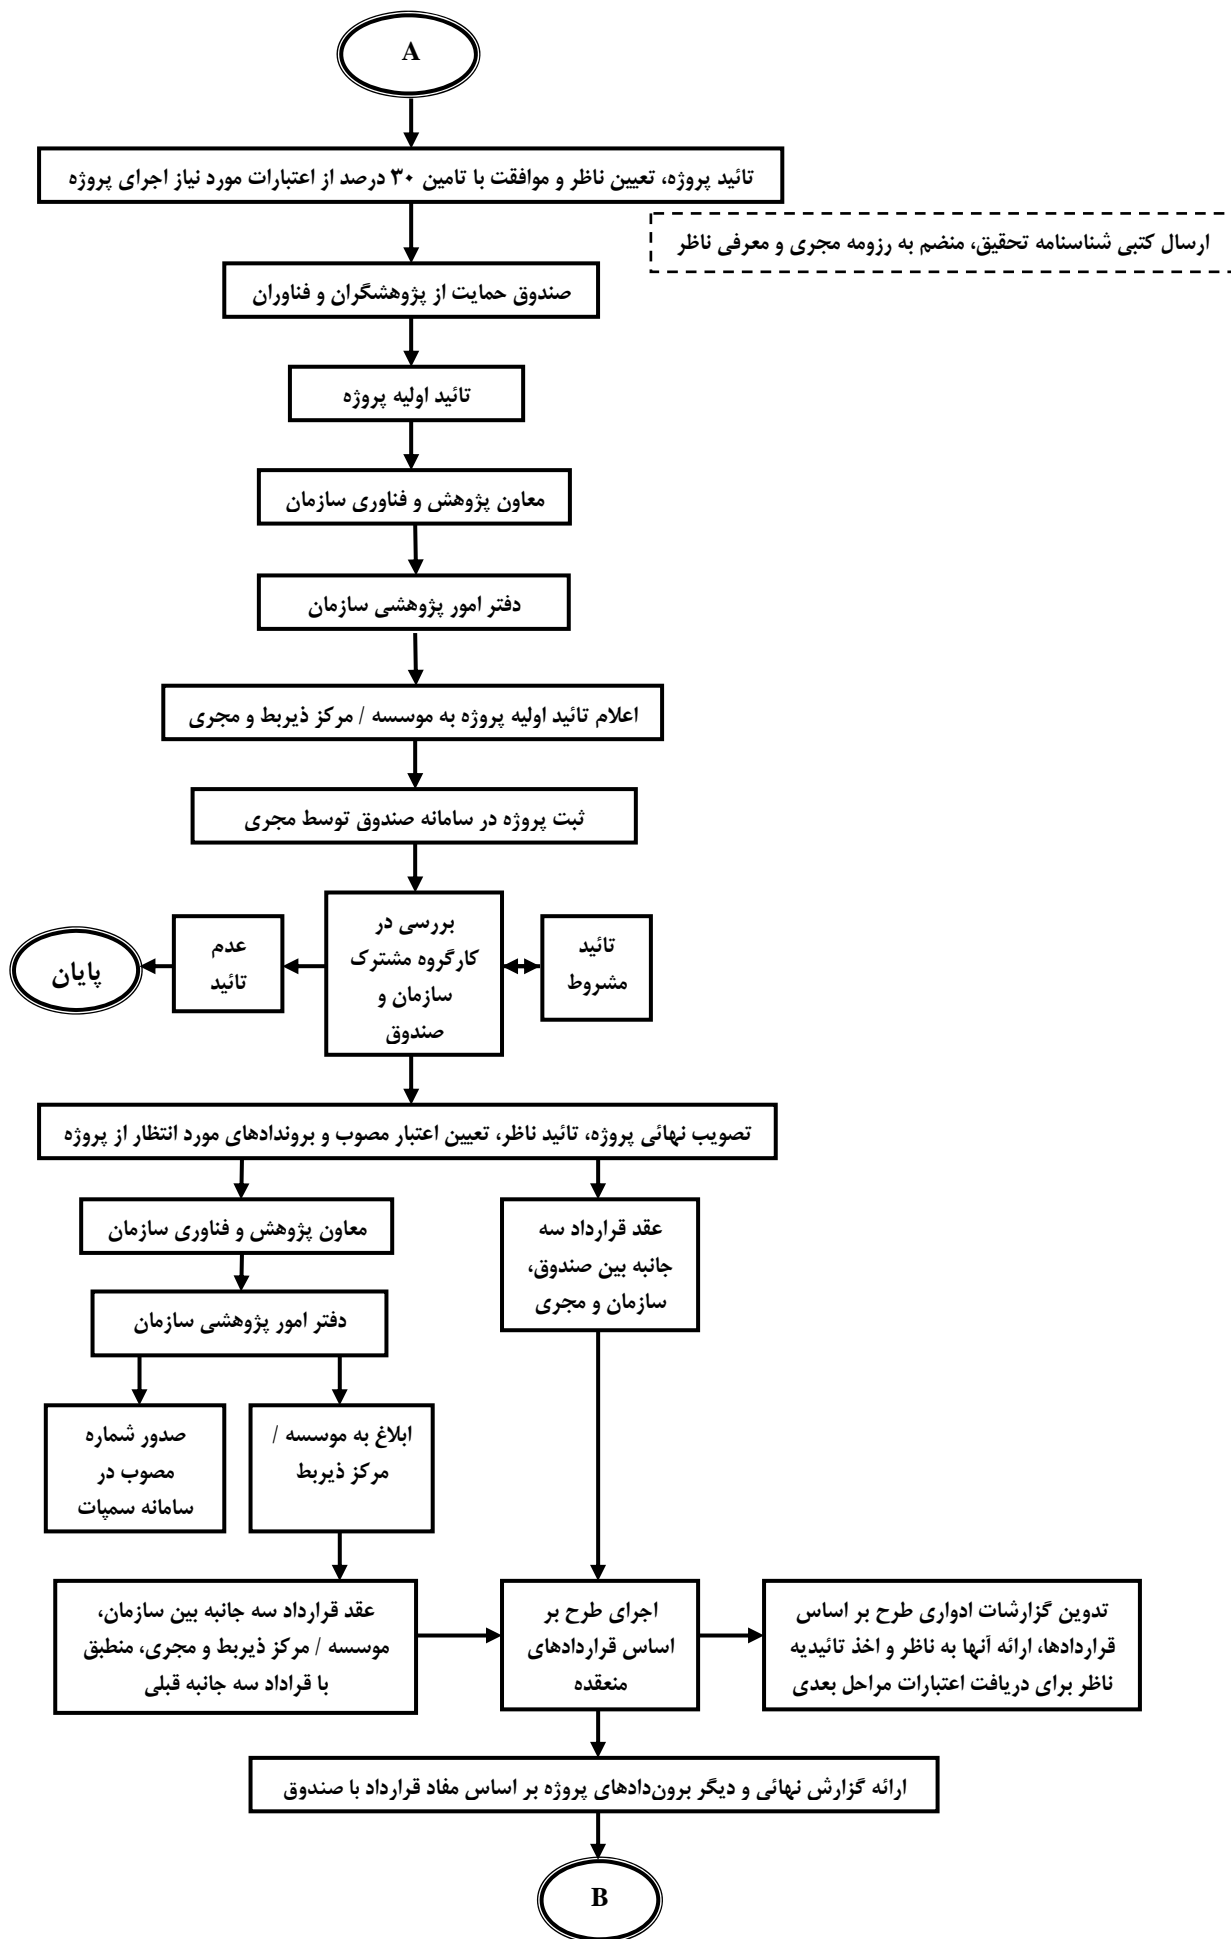 A
تائید پروژه، تعیین ناظر و موافقت با تامین ۳۰ درصد از اعتبارات مورد نیاز اجرای پروژه
ارسال کتبی شناسنامه تحقیق، منضم به رزومه مجری و معرفی ناظر
صندوق حمایت از پژوهشگران و فناوران
تائید اولیه پروژه
معاون پژوهش و فناوری سازمان
دفتر امور پژوهشی سازمان
اعلام تائید اولیه پروژه به موسسه / مرکز ذیربط و مجری
ثبت پروژه در سامانه صندوق توسط مجری
تائید
مشروط
بررسی در
کارگروه مشترک
سازمان و
صندوق
عدم
تائید
پایان
تصویب نهائی پروژه، تائید ناظر، تعیین اعتبار مصوب و بروندادهای مورد انتظار از پروژه
عقد قرارداد سه
جانبه بین صندوق،
سازمان و مجری
معاون پژوهش و فناوری سازمان
دفتر امور پژوهشی سازمان
ابلاغ به موسسه /
مرکز ذیربط
صدور شماره
مصوب در
سامانه سمپات
عقد قرارداد سه جانبه بین سازمان،
موسسه / مرکز ذیربط و مجری، منطبق
با قراداد سه جانبه قبلی
اجرای طرح بر
اساس قراردادهای
منعقده
تدوین گزارشات ادواری طرح بر اساس
قراردادها، ارائه آنها به ناظر و اخذ تائیدیه
ناظر برای دریافت اعتبارات مراحل بعدی
ارائه گزارش نهائی و دیگر برون‌دادهای پروژه بر اساس مفاد قرارداد با صندوق
B